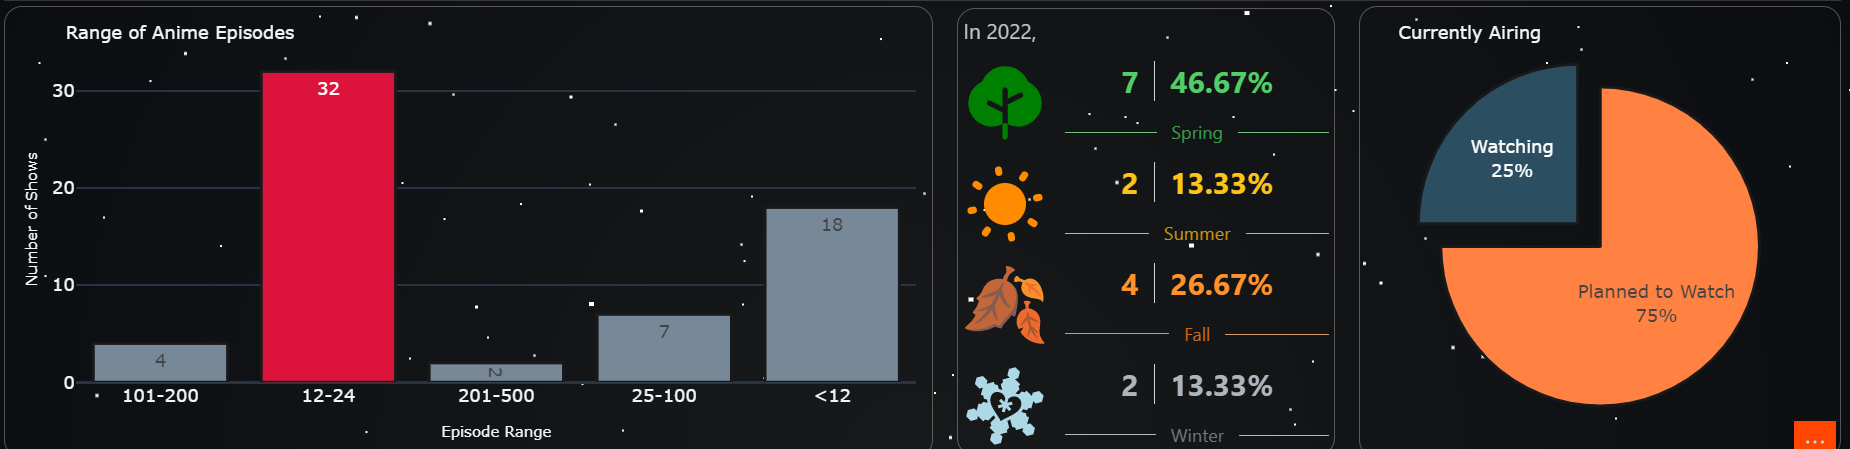 Range of Anime Episodes
Number of Shows
30
20
10
0
4
32
2
7
18
101-200
12-24
201-500
25-100
<12
Episode Range
In 2022,
7 46.67%
Spring
2 13.33%
Summer
4 26.67%
Fall
2 13.33%
Winter
Currently Airing
Watching
25%
Planned to Watch
75%
...